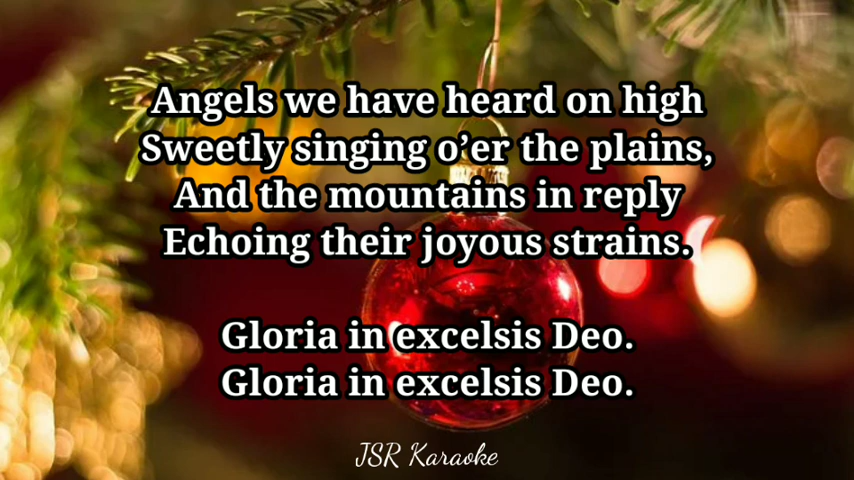 Angels we have heard on high
Sweetly singing o’er the plains,
And the mountains in reply
Echoing their joyous strains.
Gloria in excelsis Deo.
Gloria in excelsis Deo.
JSR Karaoke